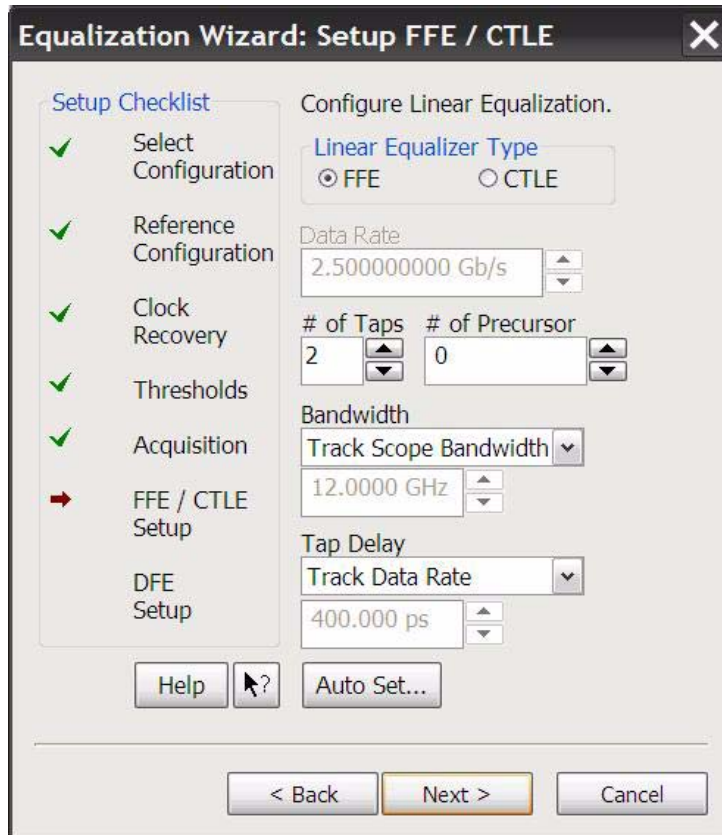 Equalization Wizard: Setup FFE / CTLE
Setup Checklist
Select
Configuration
Reference
Configuration
Clock
Recovery
Thresholds
Acquisition
FFE / CTLE
Setup
DFE
Setup
Configure Linear Equalization.
Linear Equalizer Type
FFE CTLE
Data Rate
2.500000000 Gb/s
# of Taps # of Precursor
2 0
Bandwidth
Track Scope Bandwidth
12.0000 GHz
Tap Delay
Track Data Rate
400.000 ps
Help ? Auto Set...
< Back Next > Cancel